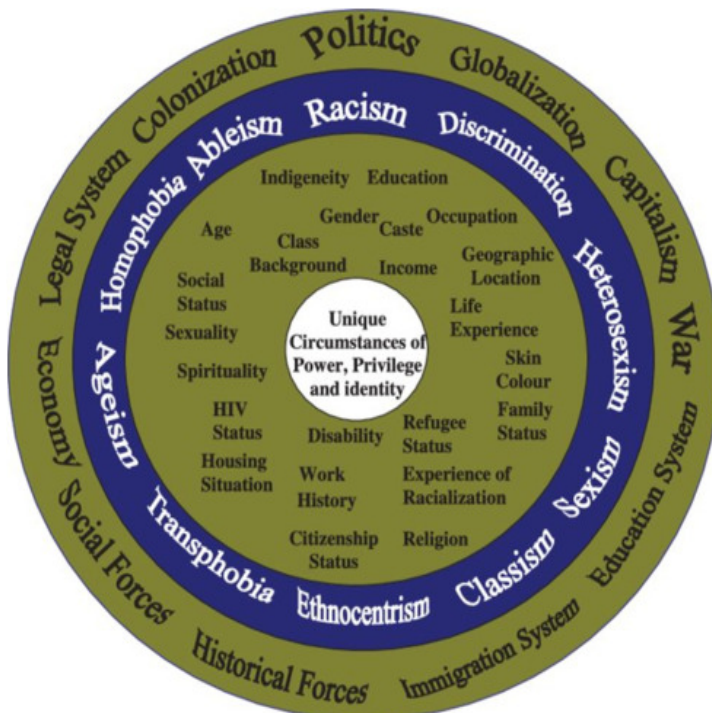 Politics
Globalization
Capitalism
War
Education System
Immigration System
Historical Forces
Social Forces
Economy
Legal System
Colonization
Racism
Discrimination
Heterosexism
Sexism
Classism
Ethnocentrism
Transphobia
Ageism
Homophobia
Ableism
Indigeneity
Education
Age
Gender
Caste
Occupation
Class
Background
Income
Geographic
Location
Social
Status
Life
Experience
Sexuality
Skin
Colour
Spirituality
HIV
Status
Family
Status
Disability
Refugee
Status
Housing
Situation
Work
History
Experience of
Racialization
Citizenship
Status
Religion
Unique
Circumstances of
Power, Privilege
and identity